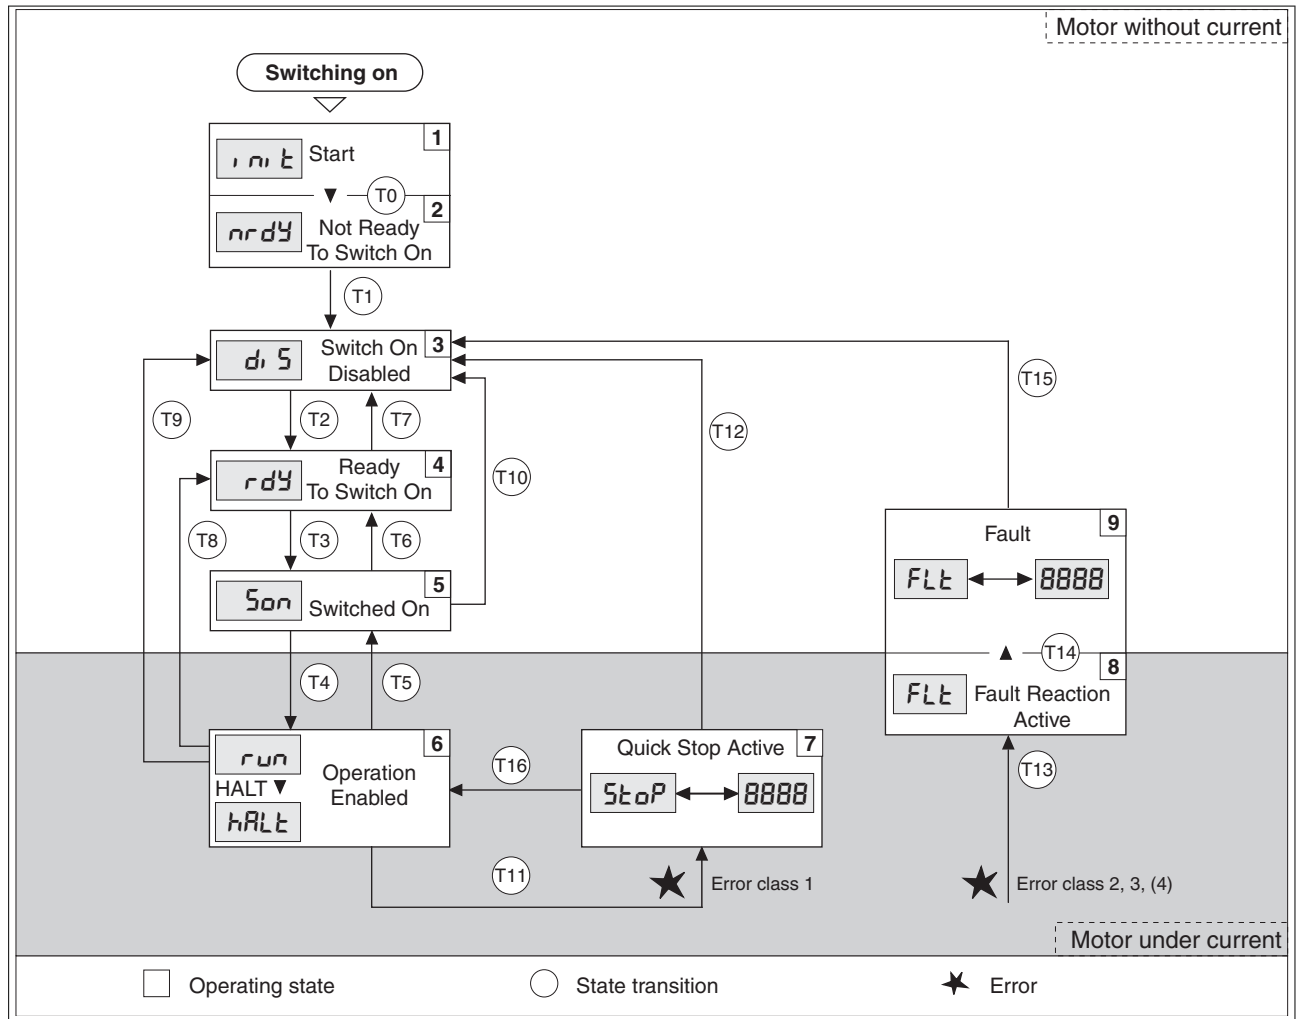 Motor without current
Switching on
1
init
Start
T0
2
nrdy
Not Ready
To Switch On
T1
3
diS
Switch On
Disabled
T15
T9
T2
T7
T12
4
rdy
Ready
To Switch On
T10
T8
T3
T6
9
Fault
FLt
8888
5
Son
Switched On
T14
8
FLt
Fault Reaction
Active
T4
T5
6
run
HALT
hALt
Operation
Enabled
T16
Quick Stop Active
7
StoP
8888
T13
T11
Error class 1
Error class 2, 3, (4)
Motor under current
Operating state
State transition
Error